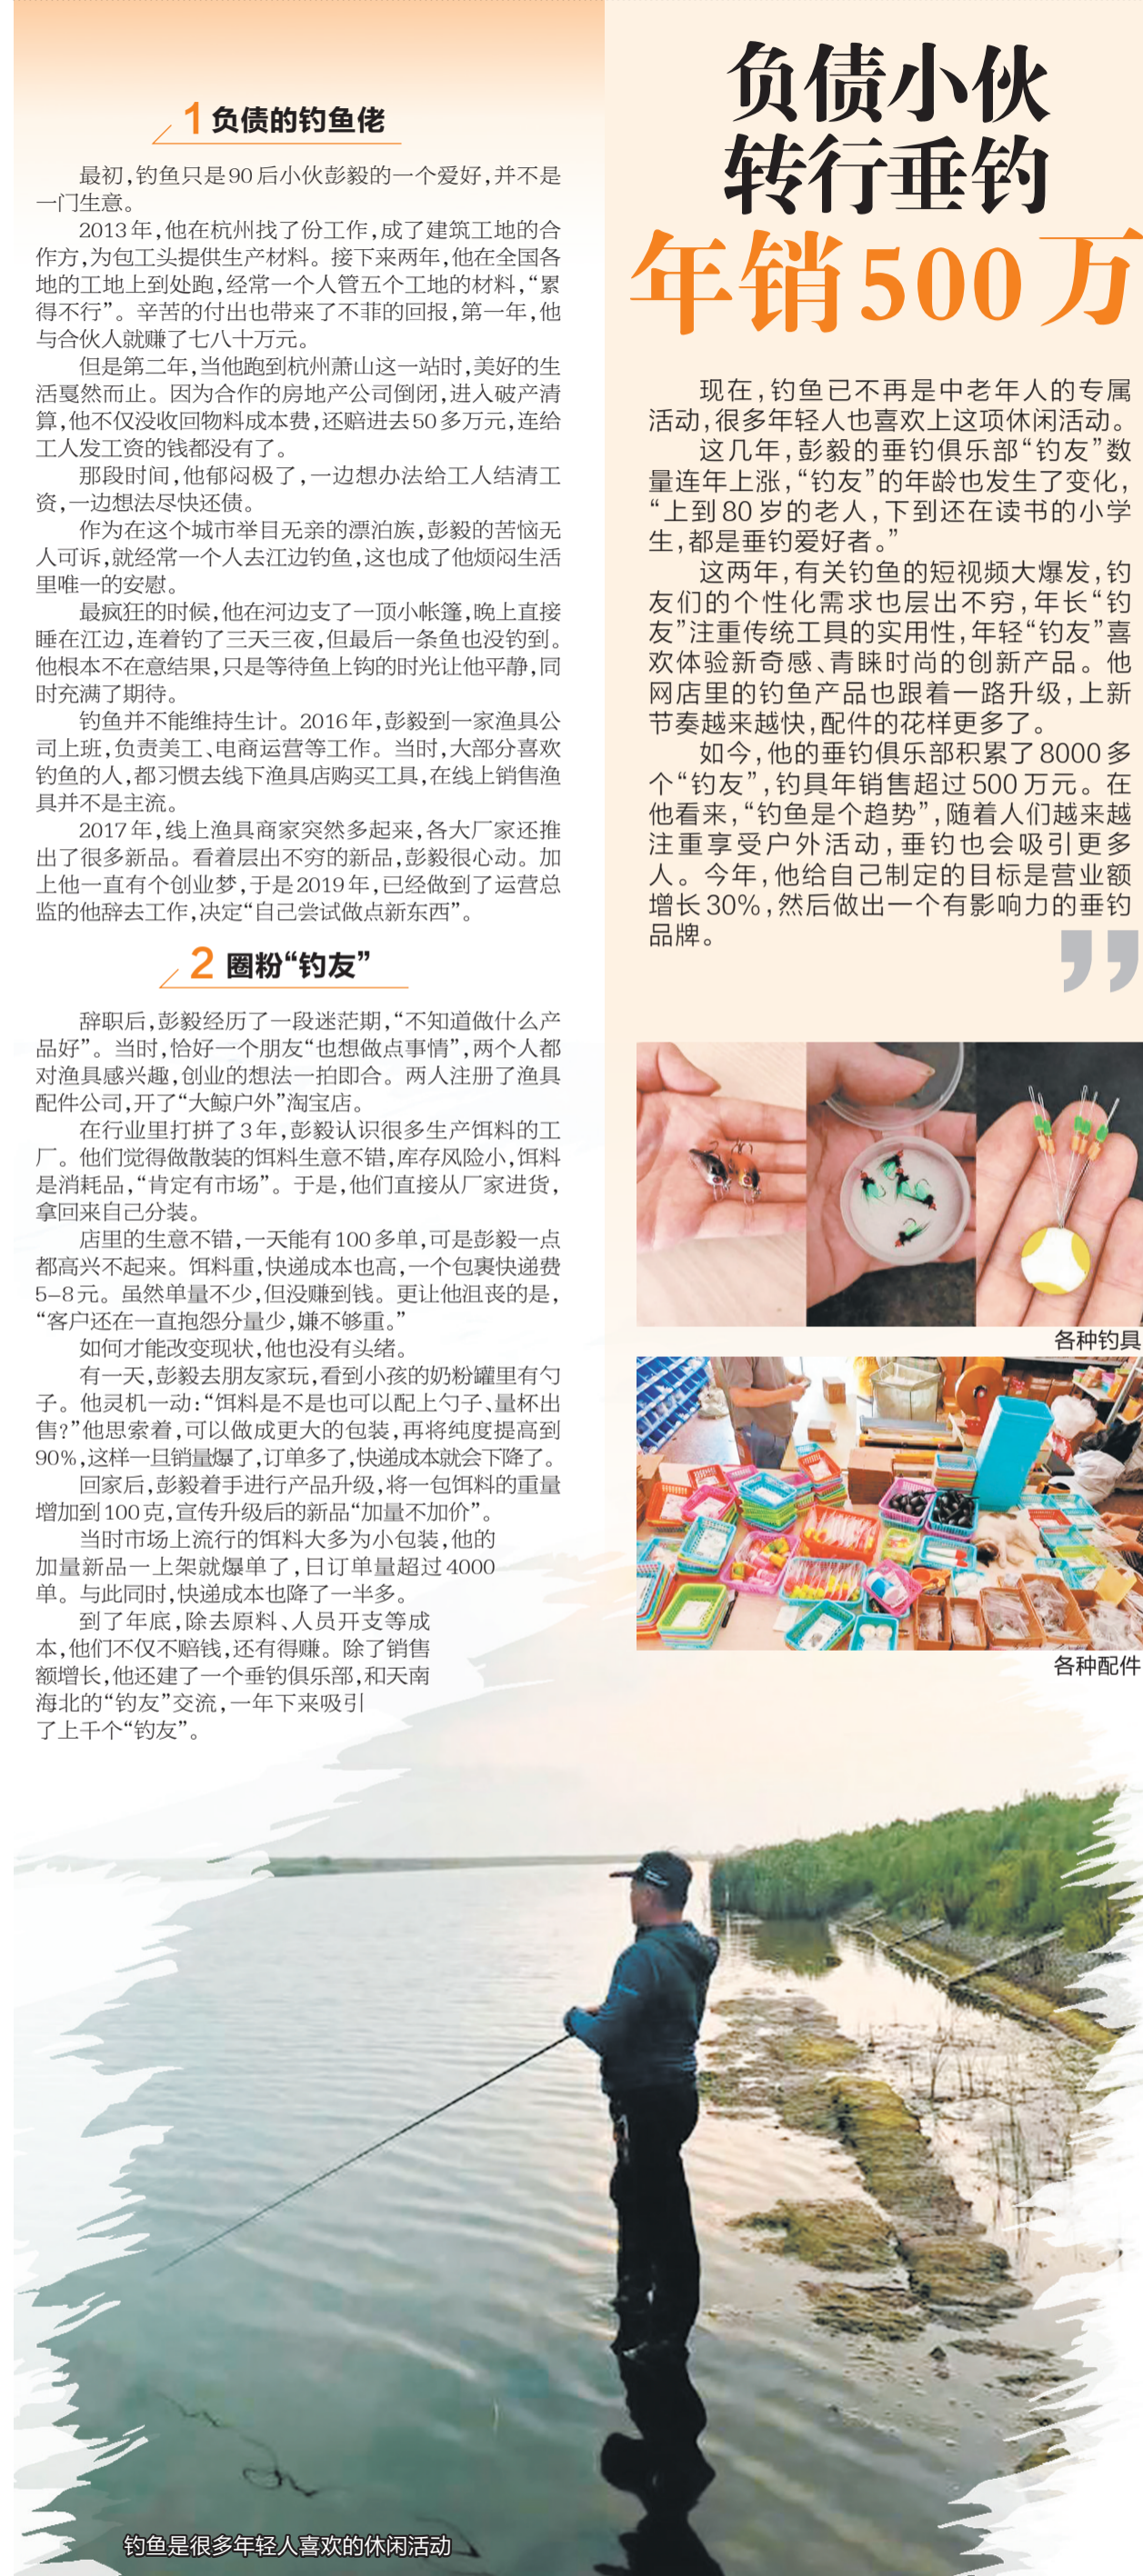 负债小伙
转行垂钓
年销500万
现在,钓鱼已不再是中老年人的专属
活动,很多年轻人也喜欢上这项休闲活动。
这几年,彭毅的垂钓俱乐部“钓友”数
量连年上涨,“钓友”的年龄也发生了变化,
“上到80岁的老人,下到还在读书的小学
生,都是垂钓爱好者。”
这两年,有关钓鱼的短视频大爆发,钓
友们的个性化需求也层出不穷,年长“钓
友”注重传统工具的实用性,年轻“钓友”喜
欢体验新奇感、青睐时尚的创新产品。他
网店里的钓鱼产品也跟着一路升级,上新
节奏越来越快,配件的花样更多了。
如今,他的垂钓俱乐部积累了8000多
个“钓友”,钓具年销售超过500万元。在
他看来,“钓鱼是个趋势”,随着人们越来越
注重享受户外活动,垂钓也会吸引更多
人。今年,他给自己制定的目标是营业额
增长30%,然后做出一个有影响力的垂钓
品牌。
”
1 负债的钓鱼佬
最初,钓鱼只是90后小伙彭毅的一个爱好,并不是
一门生意。
2013年,他在杭州找了份工作,成了建筑工地的合
作方,为包工头提供生产材料。接下来两年,他在全国各
地的工地上到处跑,经常一个人管五个工地的材料,“累
得不行”。辛苦的付出也带来了不菲的回报,第一年,他
与合伙人就赚了七八十万元。
但是第二年,当他跑到杭州萧山这一站时,美好的生
活戛然而止。因为合作的房地产公司倒闭,进入破产清
算,他不仅没收回物料成本费,还赔进去50多万元,连给
工人发工资的钱都没有了。
那段时间,他郁闷极了,一边想办法给工人结清工
资,一边想法尽快还债。
作为在这个城市举目无亲的漂泊族,彭毅的苦恼无
人可诉,就经常一个人去江边钓鱼,这也成了他烦闷生活
里唯一的安慰。
最疯狂的时候,他在河边支了一顶小帐篷,晚上直接
睡在江边,连着钓了三天三夜,但最后一条鱼也没钓到。
他根本不在意结果,只是等待鱼上钩的时光让他平静,同
时充满了期待。
钓鱼并不能维持生计。2016年,彭毅到一家渔具公
司上班,负责美工、电商运营等工作。当时,大部分喜欢
钓鱼的人,都习惯去线下渔具店购买工具,在线上销售渔
具并不是主流。
2017年,线上渔具商家突然多起来,各大厂家还推
出了很多新品。看着层出不穷的新品,彭毅很心动。加
上他一直有个创业梦,于是2019年,已经做到了运营总
监的他辞去工作,决定“自己尝试做点新东西”。
2 圈粉“钓友”
辞职后,彭毅经历了一段迷茫期,“不知道做什么产
品好”。当时,恰好一个朋友“也想做点事情”,两个人都
对渔具感兴趣,创业的想法一拍即合。两人注册了渔具
配件公司,开了“大鲸户外”淘宝店。
在行业里打拼了3年,彭毅认识很多生产饵料的工
厂。他们觉得做散装的饵料生意不错,库存风险小,饵料
是消耗品,“肯定有市场”。于是,他们直接从厂家进货,
拿回来自己分装。
店里的生意不错,一天能有100多单,可是彭毅一点
都高兴不起来。饵料重,快递成本也高,一个包裹快递费
5—8元。虽然单量不少,但没赚到钱。更让他沮丧的是,
“客户还在一直抱怨分量少,嫌不够重。”
如何才能改变现状,他也没有头绪。
有一天,彭毅去朋友家玩,看到小孩的奶粉罐里有勺
子。他灵机一动:“饵料是不是也可以配上勺子、量杯出
售?”他思索着,可以做成更大的包装,再将纯度提高到
90%,这样一旦销量爆了,订单多了,快递成本就会下降了。
回家后,彭毅着手进行产品升级,将一包饵料的重量
增加到100克,宣传升级后的新品“加量不加价”。
当时市场上流行的饵料大多为小包装,他的
加量新品一上架就爆单了,日订单量超过4000
单。与此同时,快递成本也降了一半多。
到了年底,除去原料、人员开支等成
本,他们不仅不赔钱,还有得赚。除了销售
额增长,他还建了一个垂钓俱乐部,和天南
海北的“钓友”交流,一年下来吸引
了上千个“钓友”。
各种钓具
各种配件
钓鱼是很多年轻人喜欢的休闲活动